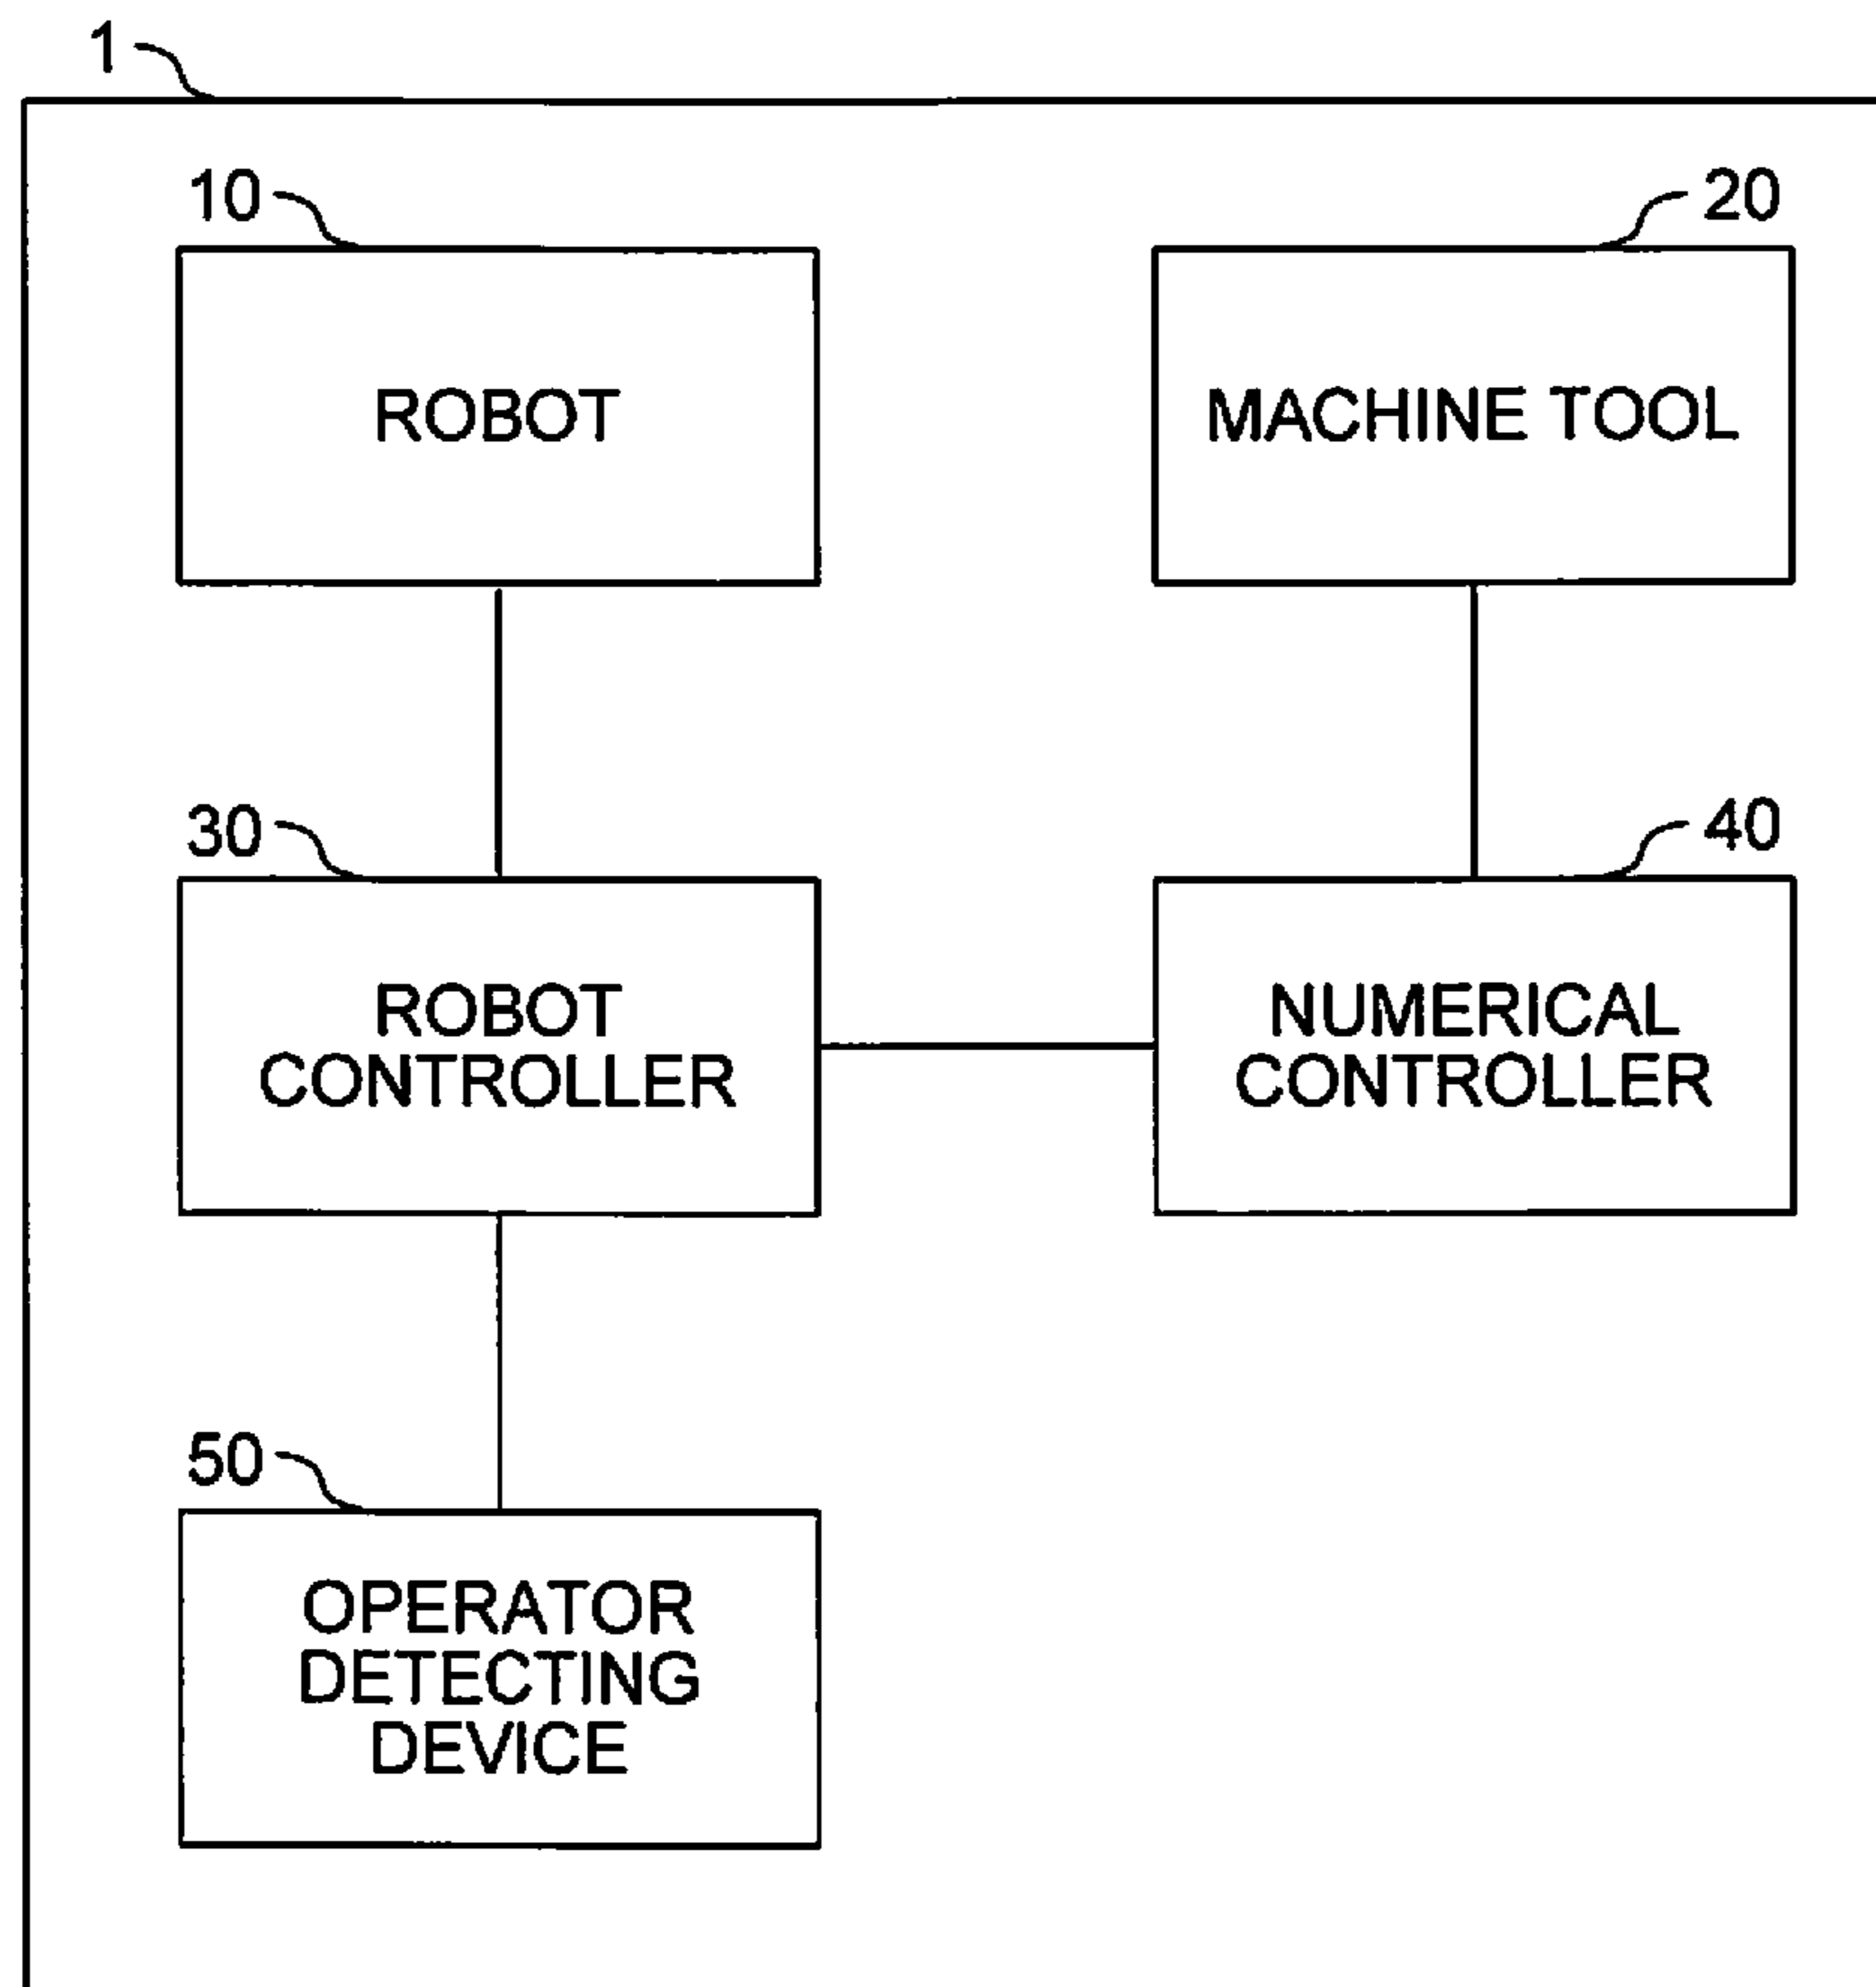 1
10
20
ROBOT
MACHINE TOOL
30
40
ROBOT
CONTROLLER
NUMERICAL
CONTROLLER
50
OPERATOR
DETECTING
DEVICE